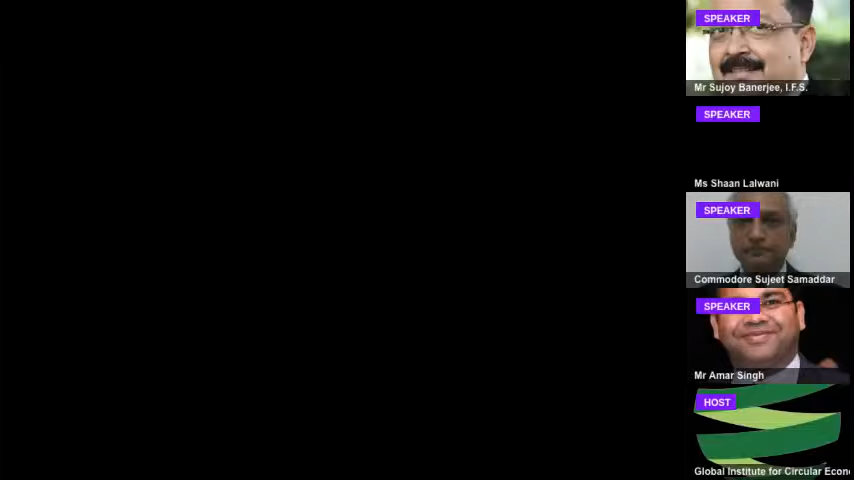 SPEAKER
Mr Sujoy Banerjee, I.F.S.
SPEAKER
Ms Shaan Lalwani
SPEAKER
Commodore Sujeet Samaddar
SPEAKER
Mr Amar Singh
HOST
Global Institute for Circular Econ